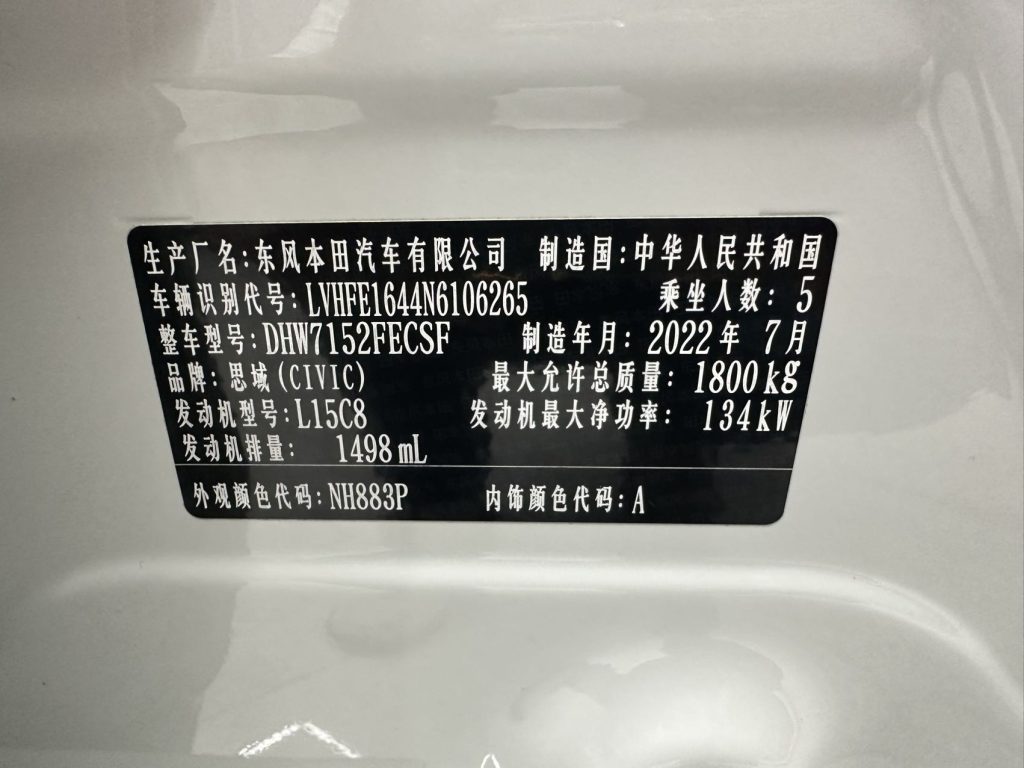 生产厂名:东风本田汽车有限公司 制造国:中华人民共和国
车辆识别代号:LVHFE1644N6106265 乘坐人数:5
整车型号:DHW7152FECSF 制造年月:2022年 7月
品牌:思域(CIVIC) 最大允许总质量:1800kg
发动机型号:L15C8 发动机最大净功率:134kW
发动机排量: 1498mL
外观颜色代码:NH883P 内饰颜色代码:A